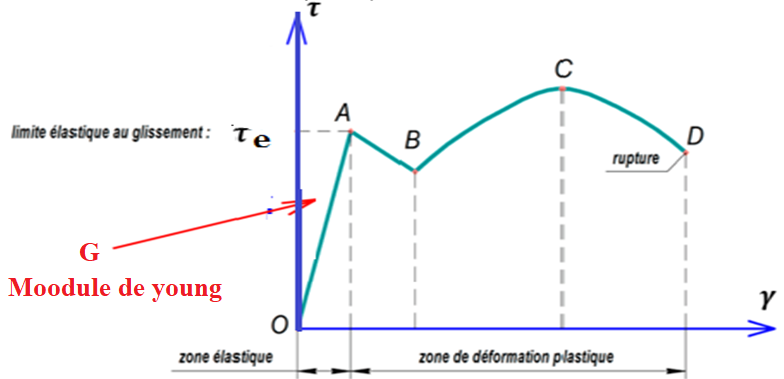 τ
C
A
limite élastique au glissement : τe
B
D
rupture
G
Moodule de young
γ
O
zone élastique
zone de déformation plastique